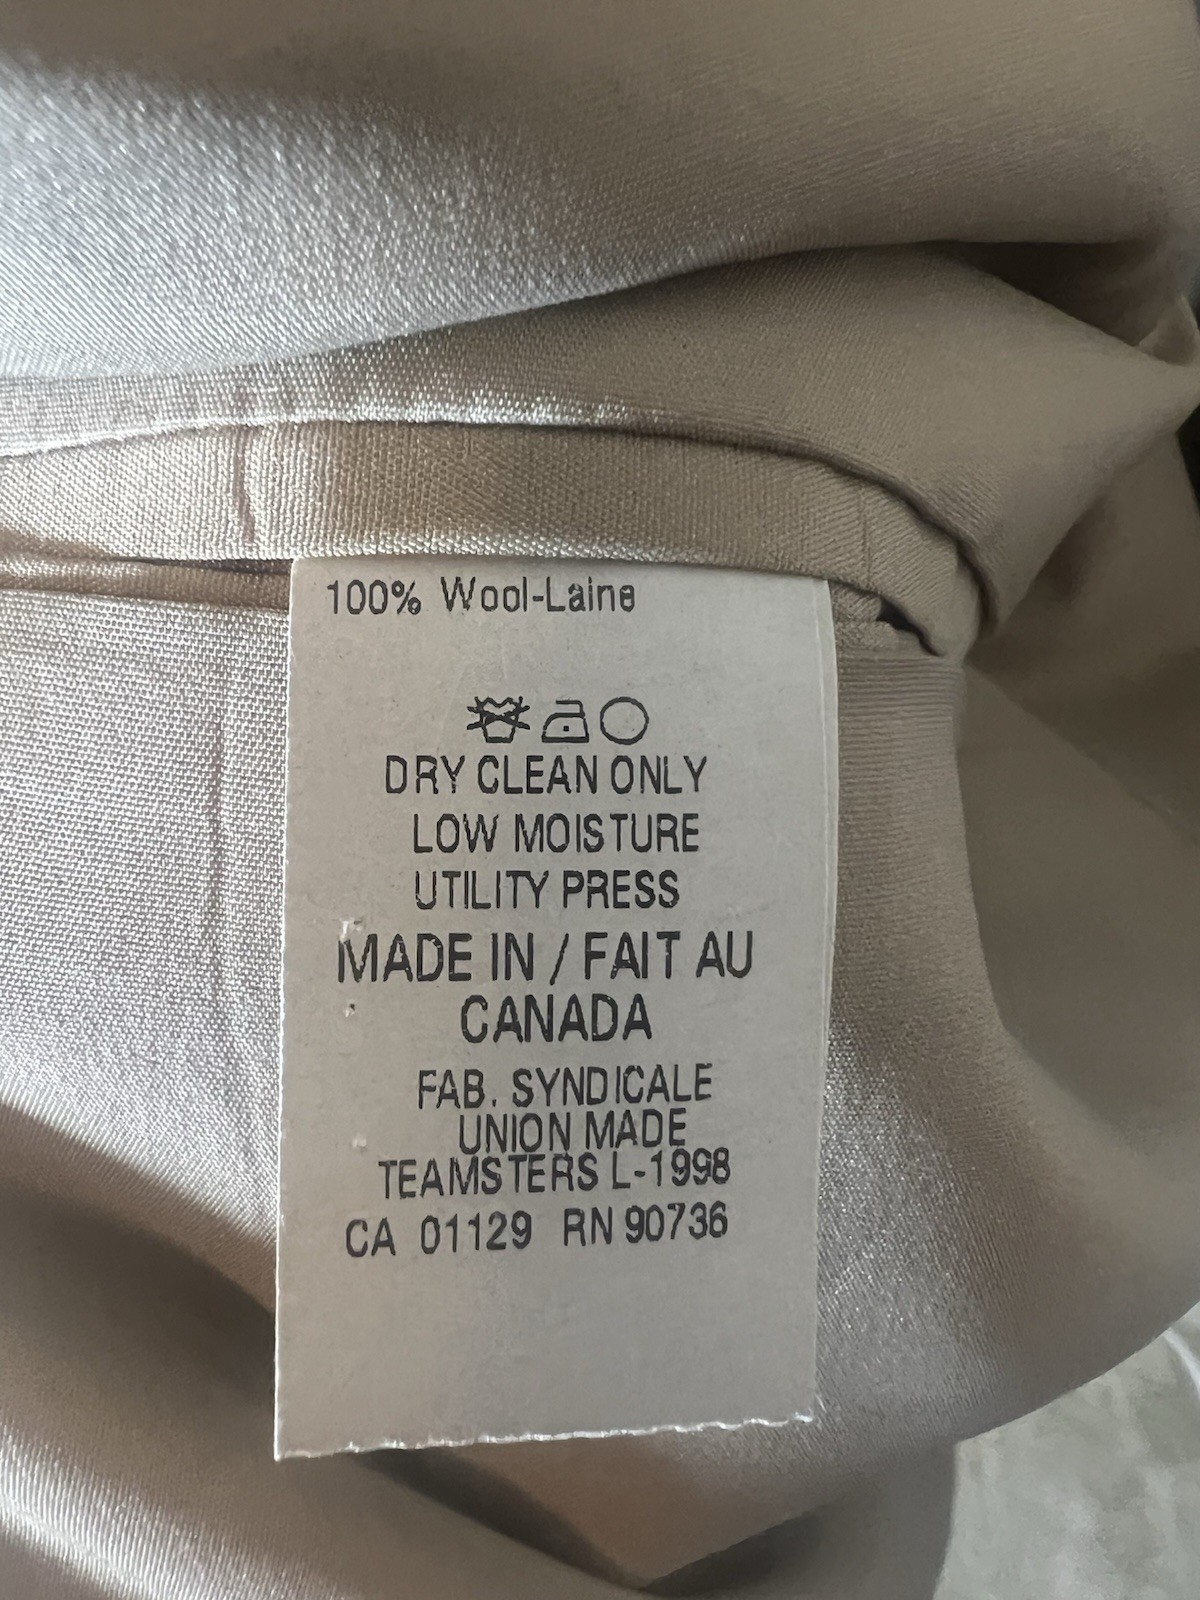 100% Wool-Laine
DRY CLEAN ONLY
LOW MOISTURE
UTILITY PRESS
MADE IN / FAIT AU
CANADA
FAB. SYNDICALE
UNION MADE
TEAMSTERS L-1998
CA 01129 RN 90736